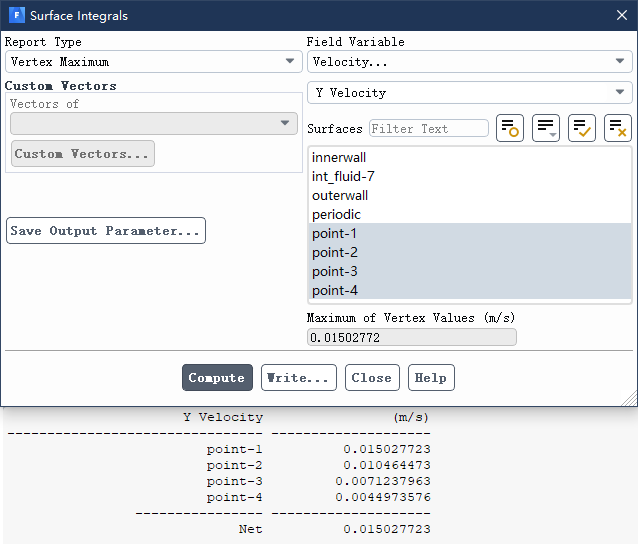 Surface Integrals
Report Type
Vertex Maximum
Custom Vectors
Vectors of
Custom Vectors...
Save Output Parameter...
Field Variable
Velocity...
Y Velocity
Surfaces Filter Text
innerwall
int_fluid-7
outerwall
periodic
point-1
point-2
point-3
point-4
Maximum of Vertex Values (m/s)
0.01502772
Compute Write... Close Help
Y Velocity (m/s)
-------------------------------- --------------------
point-1 0.015027723
point-2 0.010464473
point-3 0.0071237963
point-4 0.0044973576
---------------- --------------------
Net 0.015027723